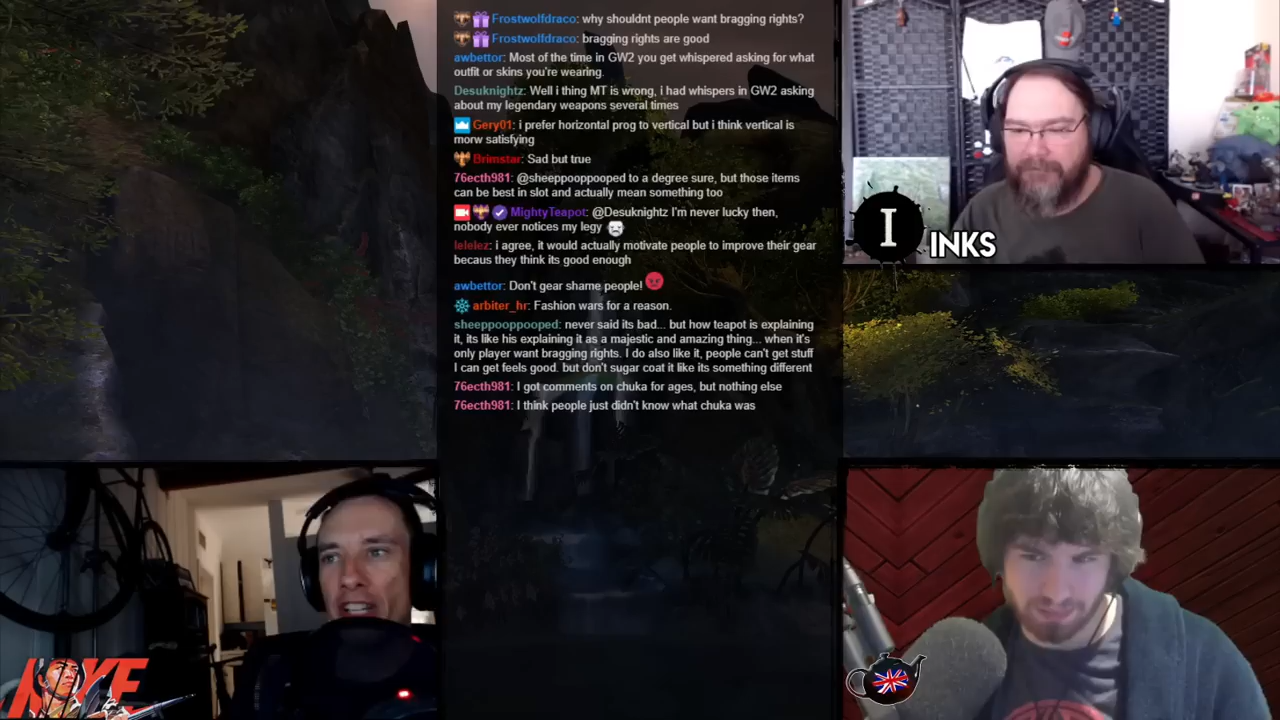 Frostwolfdraco: why shouldnt people want bragging rights?
Frostwolfdraco: bragging rights are good
awbettor: Most of the time in GW2 you get whispered asking for what
outfit or skins you're wearing.
Desuknightz: Well i thing MT is wrong, i had whispers in GW2 asking
about my legendary weapons several times
Gery01: i prefer horizontal prog to vertical but i think vertical is
morw satisfying
Brimstar: Sad but true
76ecth981: @sheeppooppooped to a degree sure, but those items
can be best in slot and actually mean something too
MightyTeapot: @Desuknightz I'm never lucky then,
nobody ever notices my legy
lelelez: i agree, it would actually motivate people to improve their gear
becaus they think its good enough
awbettor: Don't gear shame people!
arbiter_hr: Fashion wars for a reason.
sheeppooppooped: never said its bad... but how teapot is explaining
it, its like his explaining it as a majestic and amazing thing... when it's
only player want bragging rights. I do also like it, people can't get stuff
I can get feels good. but don't sugar coat it like its something different
76ecth981: I got comments on chuka for ages, but nothing else
76ecth981: I think people just didn't know what chuka was
I
INKS